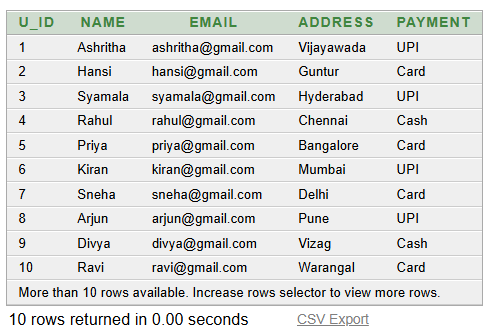 U_ID NAME EMAIL ADDRESS PAYMENT
1 Ashritha ashritha@gmail.com Vijayawada UPI
2 Hansi hansi@gmail.com Guntur Card
3 Syamala syamala@gmail.com Hyderabad UPI
4 Rahul rahul@gmail.com Chennai Cash
5 Priya priya@gmail.com Bangalore Card
6 Kiran kiran@gmail.com Mumbai UPI
7 Sneha sneha@gmail.com Delhi Card
8 Arjun arjun@gmail.com Pune UPI
9 Divya divya@gmail.com Vizag Cash
10 Ravi ravi@gmail.com Warangal Card
More than 10 rows available. Increase rows selector to view more rows.
10 rows returned in 0.00 seconds CSV Export